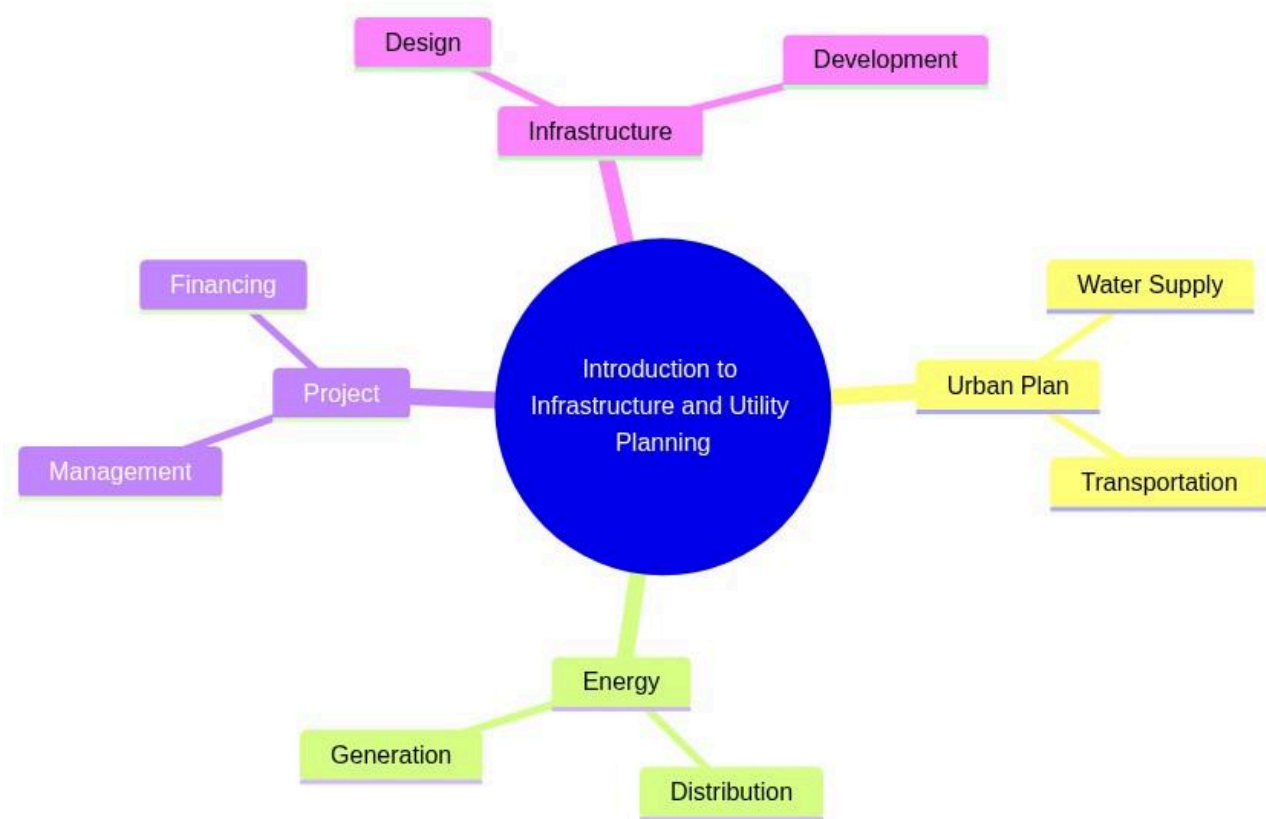 Design
Development
Infrastructure
Financing
Water Supply
Project
Introduction to
Infrastructure and Utility
Planning
Urban Plan
Management
Transportation
Energy
Generation
Distribution